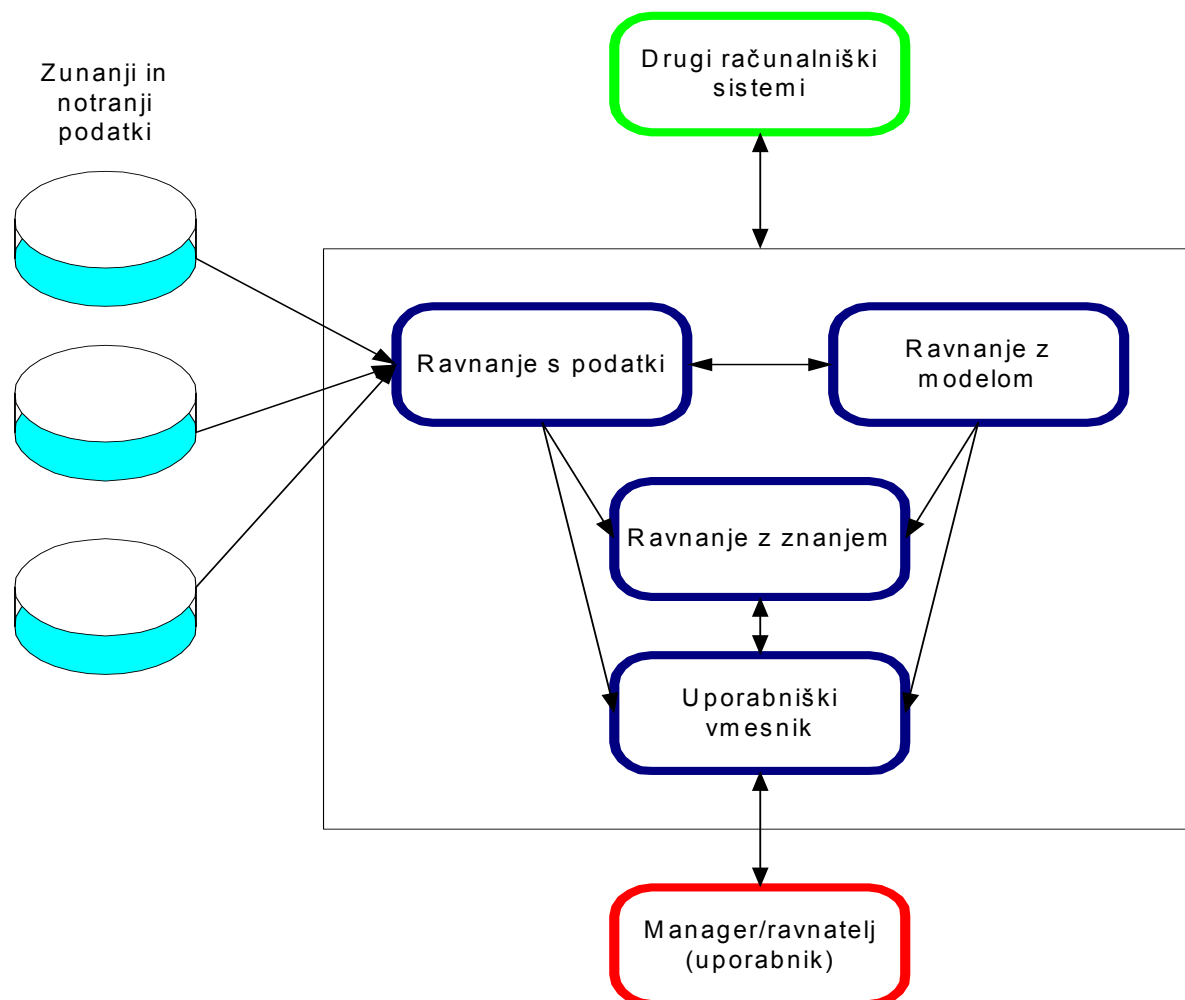 Drugi računalniški
sistemi
Zunanji in
notranji
podatki
Ravnanje s podatki
Ravnanje z
modelom
Ravnanje z znanjem
Uporabniški
vmesnik
Manager/ravnatelj
(uporabnik)